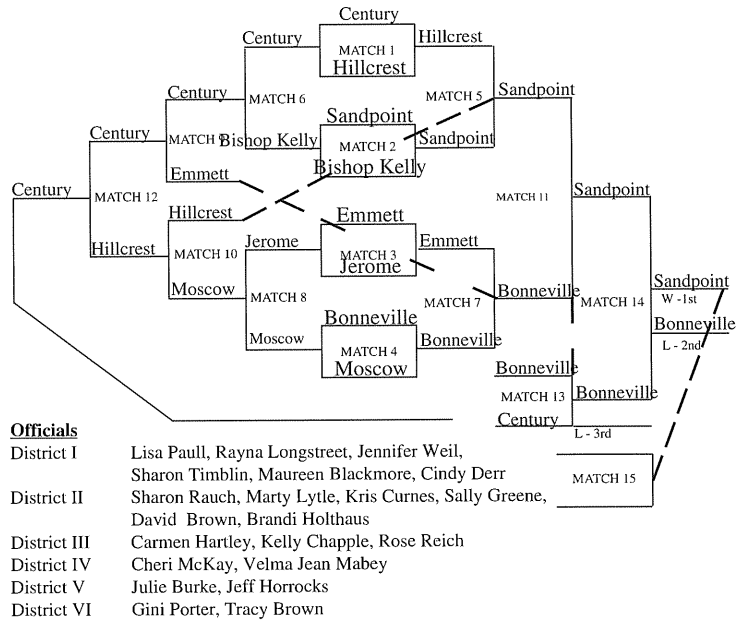 Century
Century
MATCH 1
Hillcrest
Hillcrest
Century
MATCH 6
MATCH 5
Sandpoint
Sandpoint
Century
MATCH 9
Bishop Kelly
MATCH 2
Sandpoint
Bishop Kelly
Emmett
Century
MATCH 12
MATCH 11
Sandpoint
Hillcrest
Emmett
Hillcrest
MATCH 10
Jerome
MATCH 3
Emmett
Jerome
Moscow
MATCH 8
MATCH 7
Bonneville
MATCH 14
Sandpoint
W -1st
Bonneville
Moscow
MATCH 4
Bonneville
Bonneville
L - 2nd
Moscow
Bonneville
MATCH 13
Bonneville
Century
L - 3rd
MATCH 15
Officials
District I Lisa Paull, Rayna Longstreet, Jennifer Weil,
Sharon Timblin, Maureen Blackmore, Cindy Derr
District II Sharon Rauch, Marty Lytle, Kris Curnes, Sally Greene,
David Brown, Brandi Holthaus
District III Carmen Hartley, Kelly Chapple, Rose Reich
District IV Cheri McKay, Velma Jean Mabey
District V Julie Burke, Jeff Horrocks
District VI Gini Porter, Tracy Brown